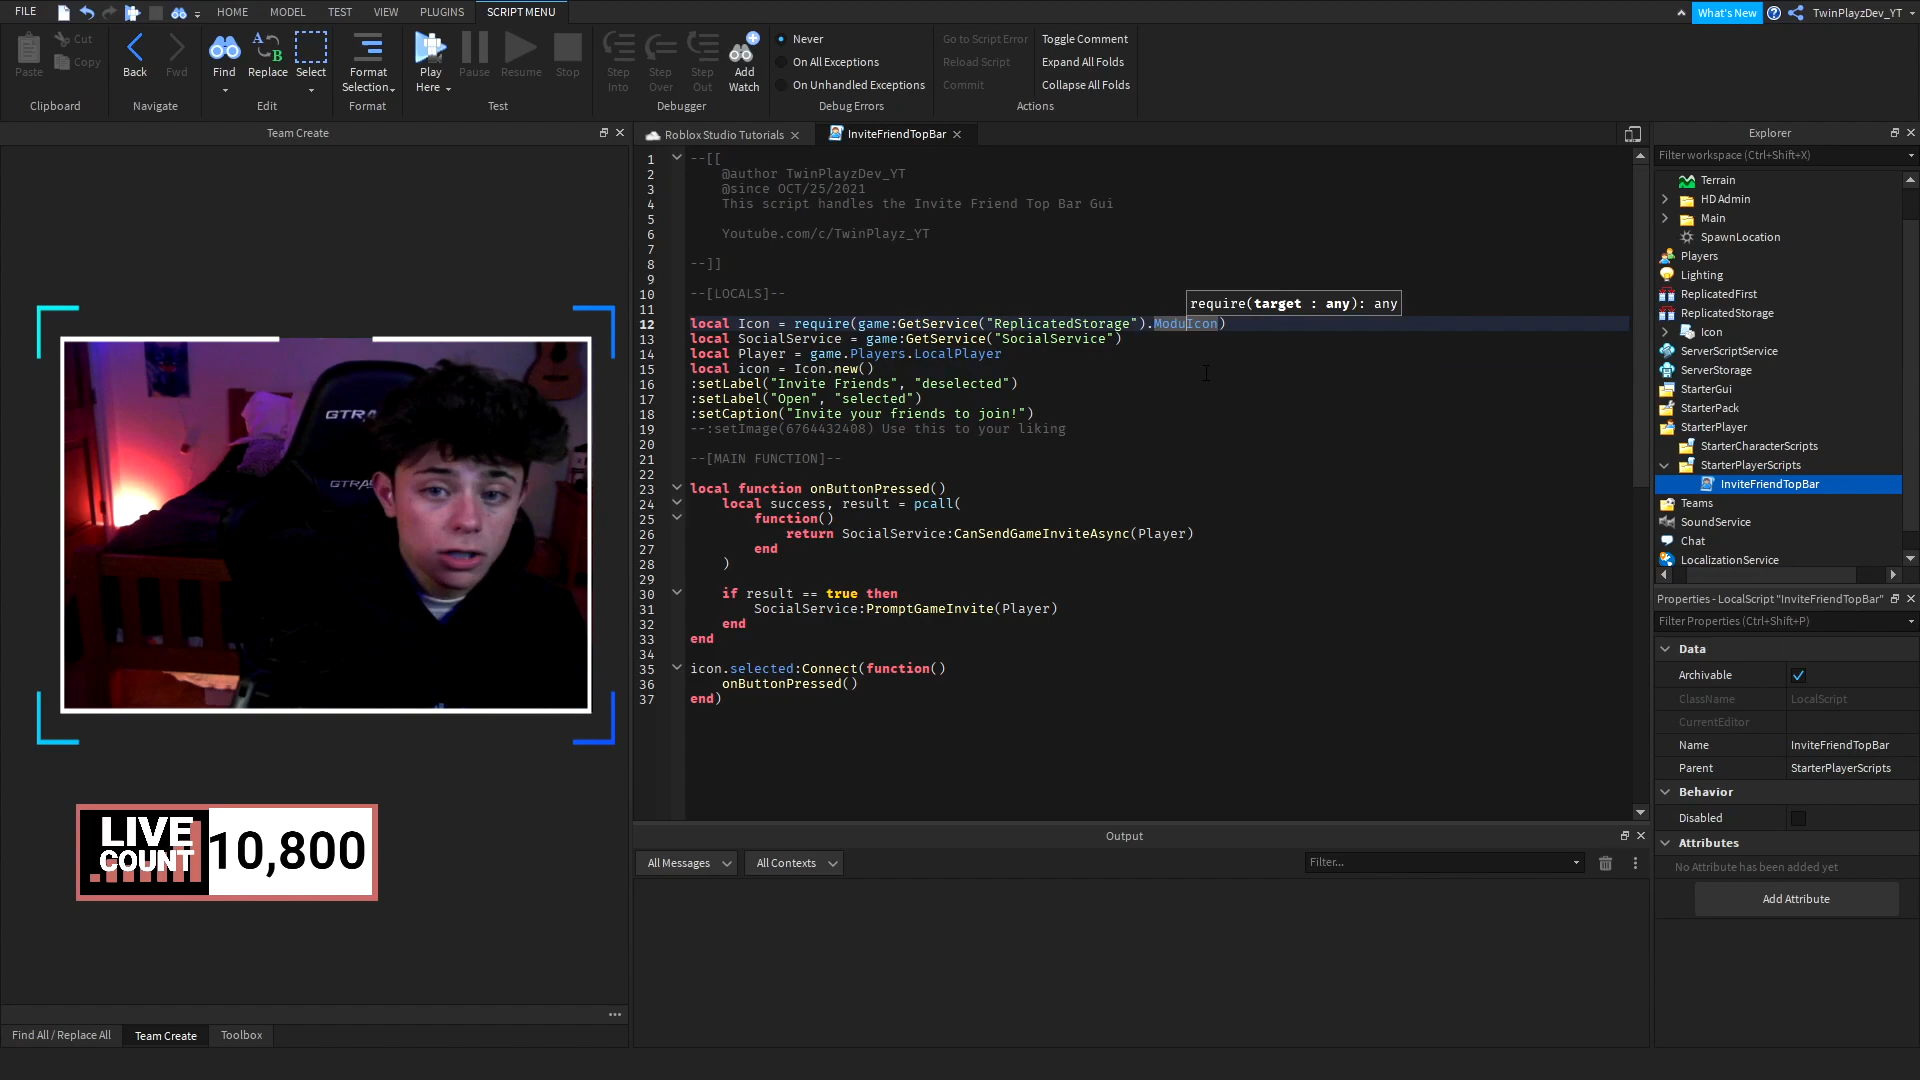 FILE HOME MODEL TEST VIEW PLUGINS SCRIPT MENU What's New TwinPlayzDev_YT
Paste Cut Copy Clipboard
Back Fwd Navigate
Find Replace Select Edit
Format Selection Format
Play Here Pause Resume Stop Test
Step Into Step Over Step Out Add Watch Debugger
Never
On All Exceptions
On Unhandled Exceptions
Debug Errors
Go to Script Error Toggle Comment
Reload Script Expand All Folds
Commit Collapse All Folds
Actions
Team Create
GTRA
GTRAC
LIVE COUNT 10,800
Find All / Replace All Team Create Toolbox
Roblox Studio Tutorials InviteFriendTopBar
1 --[[
2 @author TwinPlayzDev_YT
3 @since OCT/25/2021
4 This script handles the Invite Friend Top Bar Gui
5
6 Youtube.com/c/TwinPlayz_YT
7
8 --]]
9
10 --[LOCALS]--
11
require(target : any): any
12 local Icon = require(game:GetService("ReplicatedStorage").ModuIcon)
13 local SocialService = game:GetService("SocialService")
14 local Player = game.Players.LocalPlayer
15 local icon = Icon.new()
16 :setLabel("Invite Friends", "deselected")
17 :setLabel("Open", "selected")
18 :setCaption("Invite your friends to join!")
19 --:setImage(6764432408) Use this to your liking
20
21 --[MAIN FUNCTION]--
22
23 local function onButtonPressed()
24 local success, result = pcall(
25 function()
26 return SocialService:CanSendGameInviteAsync(Player)
27 end
28 )
29
30 if result == true then
31 SocialService:PromptGameInvite(Player)
32 end
33 end
34
35 icon.selected:Connect(function()
36 onButtonPressed()
37 end)
Output
All Messages All Contexts Filter...
Explorer
Filter workspace (Ctrl+Shift+X)
Terrain
HD Admin
Main
SpawnLocation
Players
Lighting
ReplicatedFirst
ReplicatedStorage
Icon
ServerScriptService
ServerStorage
StarterGui
StarterPack
StarterPlayer
StarterCharacterScripts
StarterPlayerScripts
InviteFriendTopBar
Teams
SoundService
Chat
LocalizationService
Properties - LocalScript "InviteFriendTopBar"
Filter Properties (Ctrl+Shift+P)
Data
Archivable
ClassName LocalScript
CurrentEditor
Name InviteFriendTopBar
Parent StarterPlayerScripts
Behavior
Disabled
Attributes
No Attribute has been added yet
Add Attribute